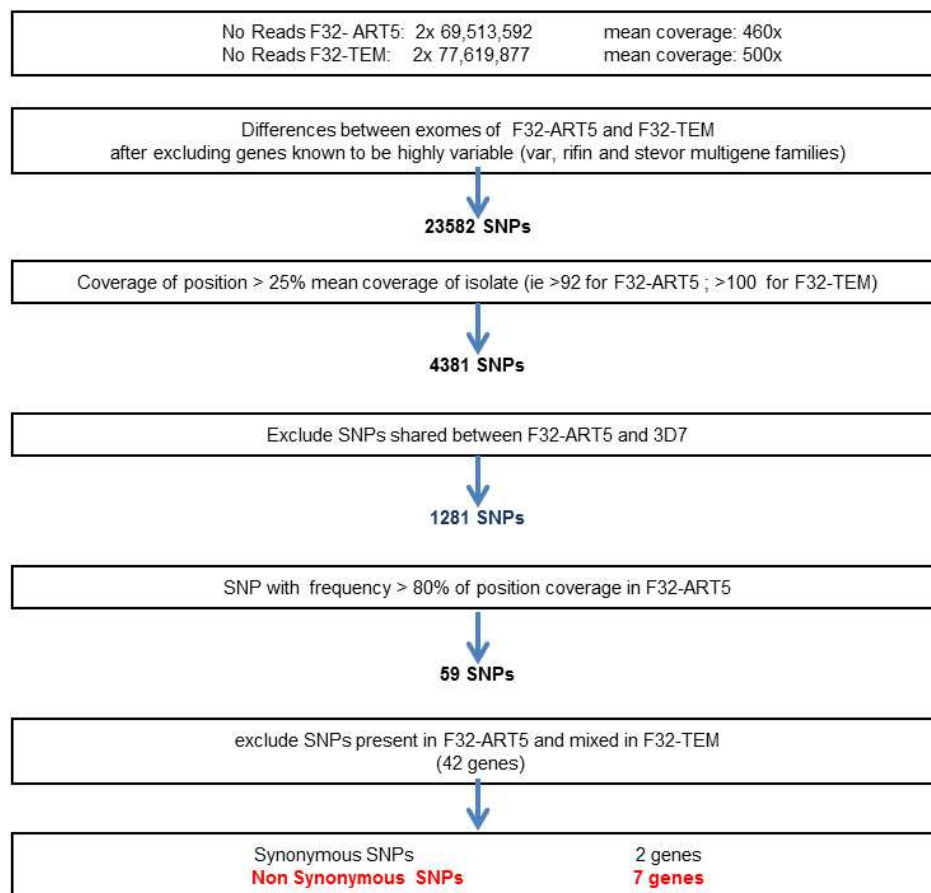 No Reads F32- ART5: 2x 69,513,592 mean coverage: 460x
No Reads F32-TEM: 2x 77,619,877 mean coverage: 500x
Differences between exomes of F32-ART5 and F32-TEM
after excluding genes known to be highly variable (var, rifin and stevor multigene families)
23582 SNPs
Coverage of position > 25% mean coverage of isolate (ie >92 for F32-ART5 ; >100 for F32-TEM)
4381 SNPs
Exclude SNPs shared between F32-ART5 and 3D7
1281 SNPs
SNP with frequency > 80% of position coverage in F32-ART5
59 SNPs
exclude SNPs present in F32-ART5 and mixed in F32-TEM
(42 genes)
Synonymous SNPs 2 genes
Non Synonymous SNPs 7 genes